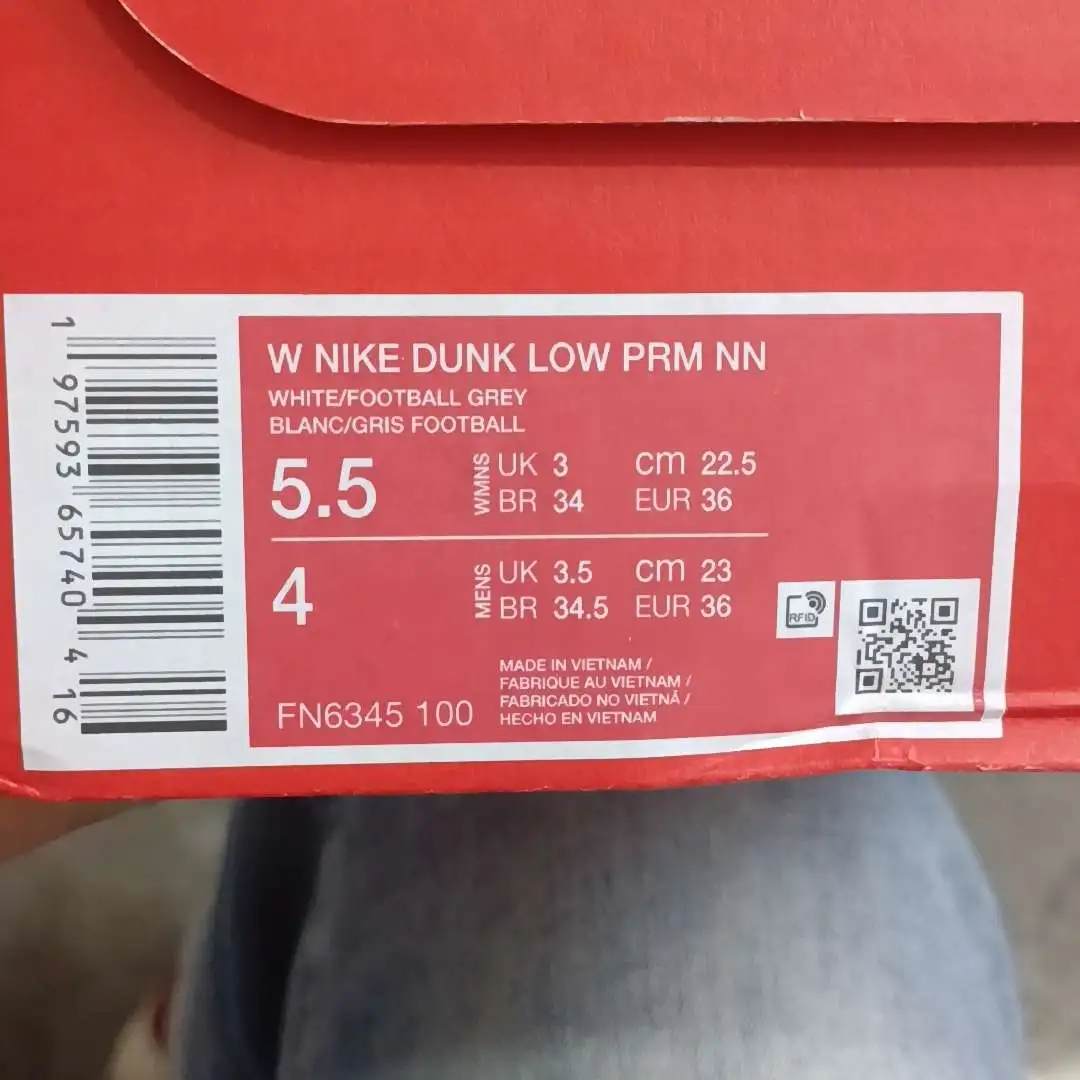 W NIKE DUNK LOW PRM NN
WHITE/FOOTBALL GREY
BLANC/GRIS FOOTBALL
5.5 WMNS UK 3 cm 22.5
BR 34 EUR 36
4 MENS UK 3.5 cm 23
BR 34.5 EUR 36
RFID
MADE IN VIETNAM /
FABRIQUE AU VIETNAM /
FABRICADO NO VIETNÃ /
HECHO EN VIETNAM
FN6345 100
1 97593 65740 4 16